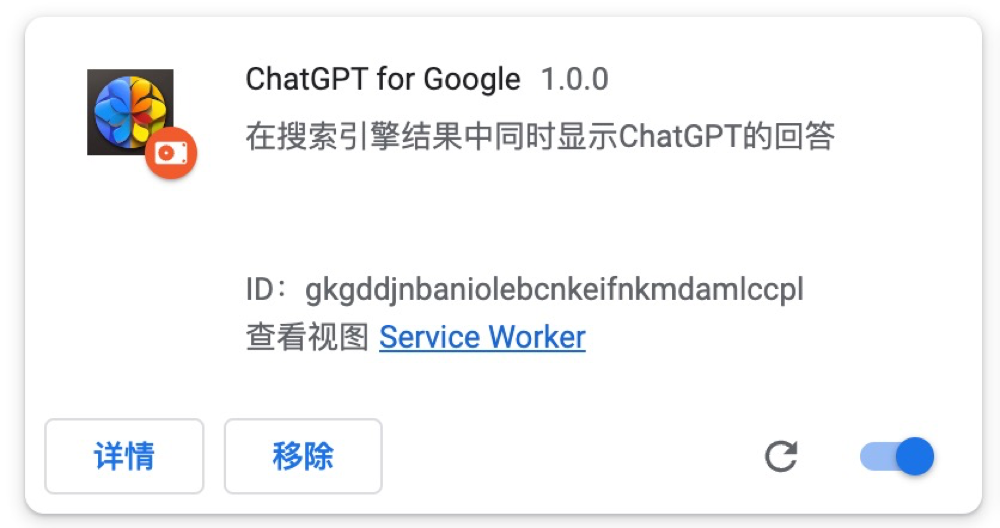 ChatGPT for Google 1.0.0
在搜索引擎结果中同时显示ChatGPT的回答
ID：gkgddjnbaniolebcnkeifnkmdamlccpl
查看视图 Service Worker
详情 移除